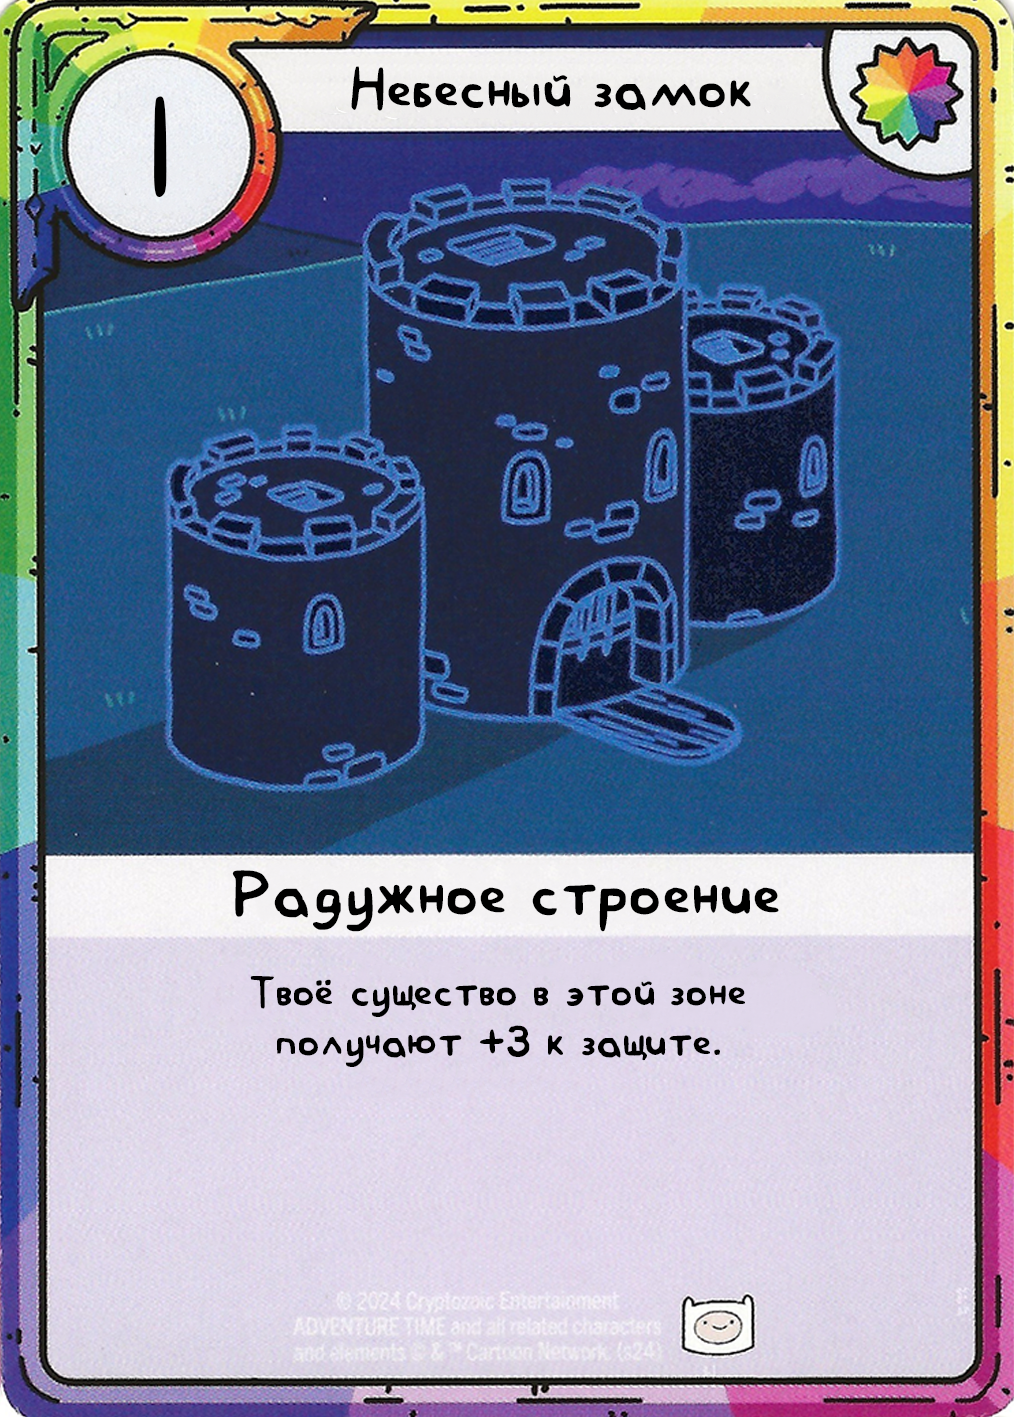 1
Небесный замок
Радужное строение
Твоё существо в этой зоне
получают +3 к защите.
© 2024 Cryptozoic Entertainment
ADVENTURE TIME and all related characters
and elements © & ™ Cartoon Network. (s24)